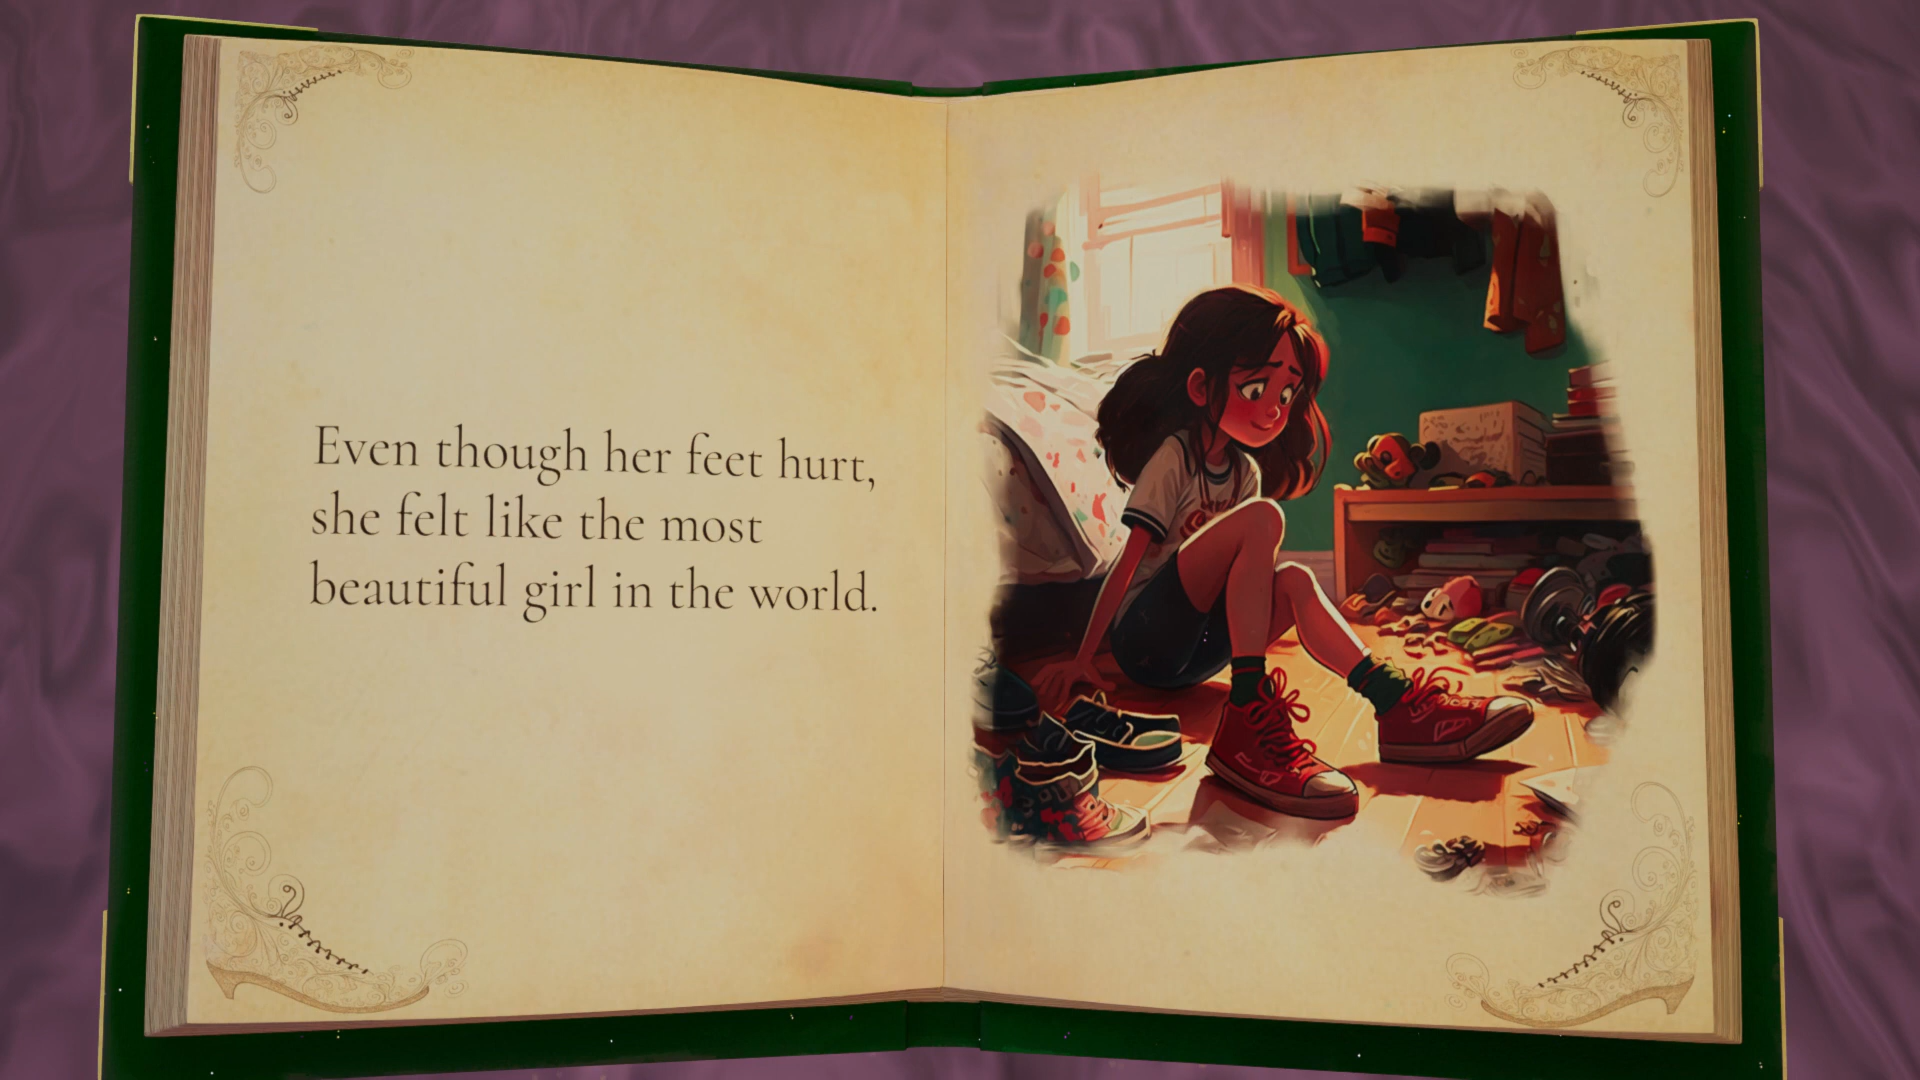 Even though her feet hurt,
she felt like the most
beautiful girl in the world.